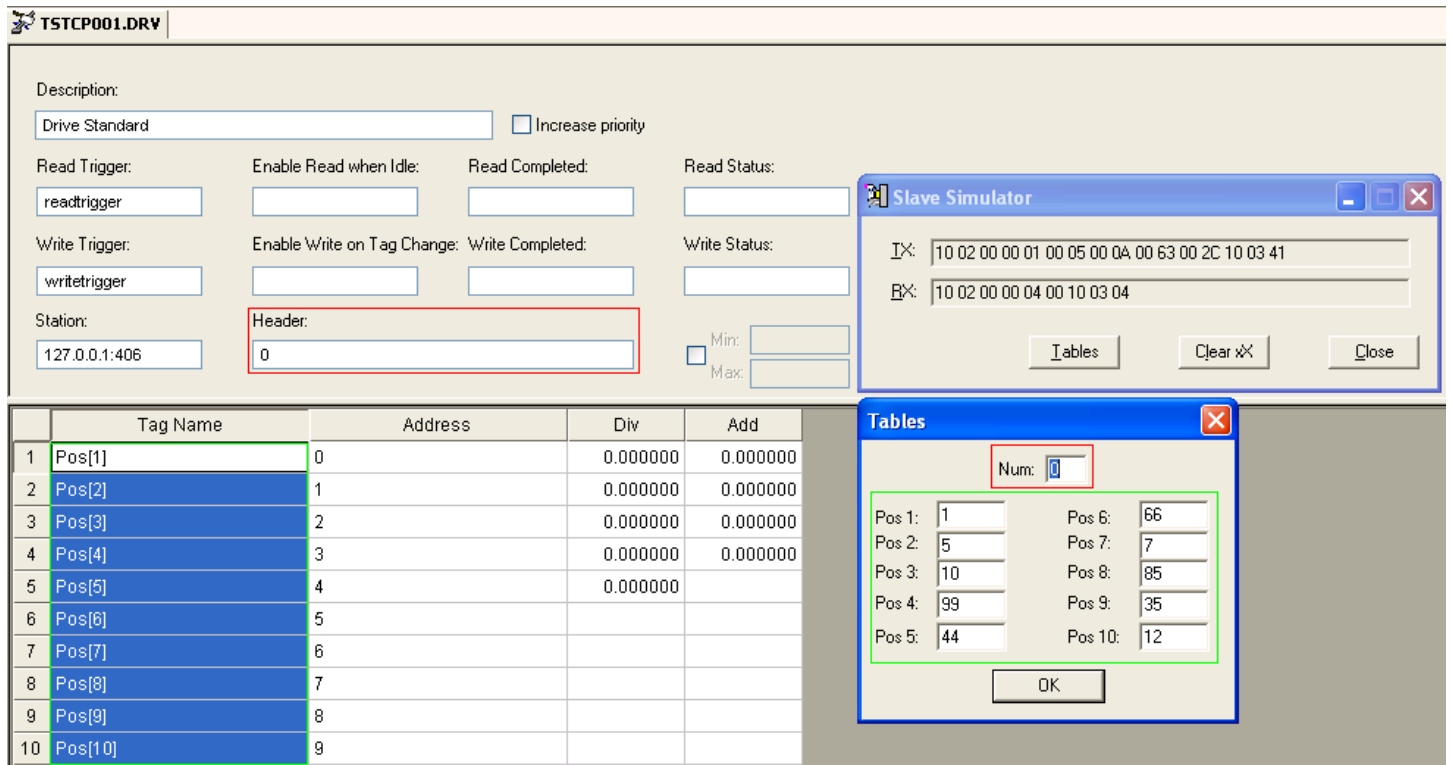 TSTCP001.DRV
Description:
Drive Standard
Increase priority
Read Trigger: Enable Read when Idle: Read Completed: Read Status:
readtrigger
Write Trigger: Enable Write on Tag Change: Write Completed: Write Status:
writetrigger
Station: Header:
127.0.0.1:406 0
Min:
Max:
Slave Simulator
TX: 10 02 00 00 01 00 05 00 0A 00 63 00 2C 10 03 41
RX: 10 02 00 00 04 00 10 03 04
Tables Clear xX Close
Tag Name Address Div Add
1 Pos[1] 0 0.000000 0.000000
2 Pos[2] 1 0.000000 0.000000
3 Pos[3] 2 0.000000 0.000000
4 Pos[4] 3 0.000000 0.000000
5 Pos[5] 4 0.000000
6 Pos[6] 5
7 Pos[7] 6
8 Pos[8] 7
9 Pos[9] 8
10 Pos[10] 9
Tables
Num: 0
Pos 1: 1 Pos 6: 66
Pos 2: 5 Pos 7: 7
Pos 3: 10 Pos 8: 85
Pos 4: 99 Pos 9: 35
Pos 5: 44 Pos 10: 12
OK